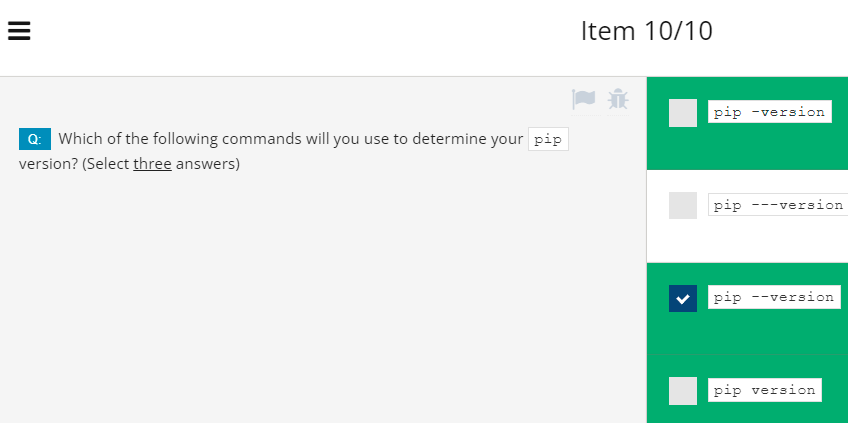 Item 10/10
Q: Which of the following commands will you use to determine your pip
version? (Select three answers)
pip -version
pip ---version
pip --version
pip version